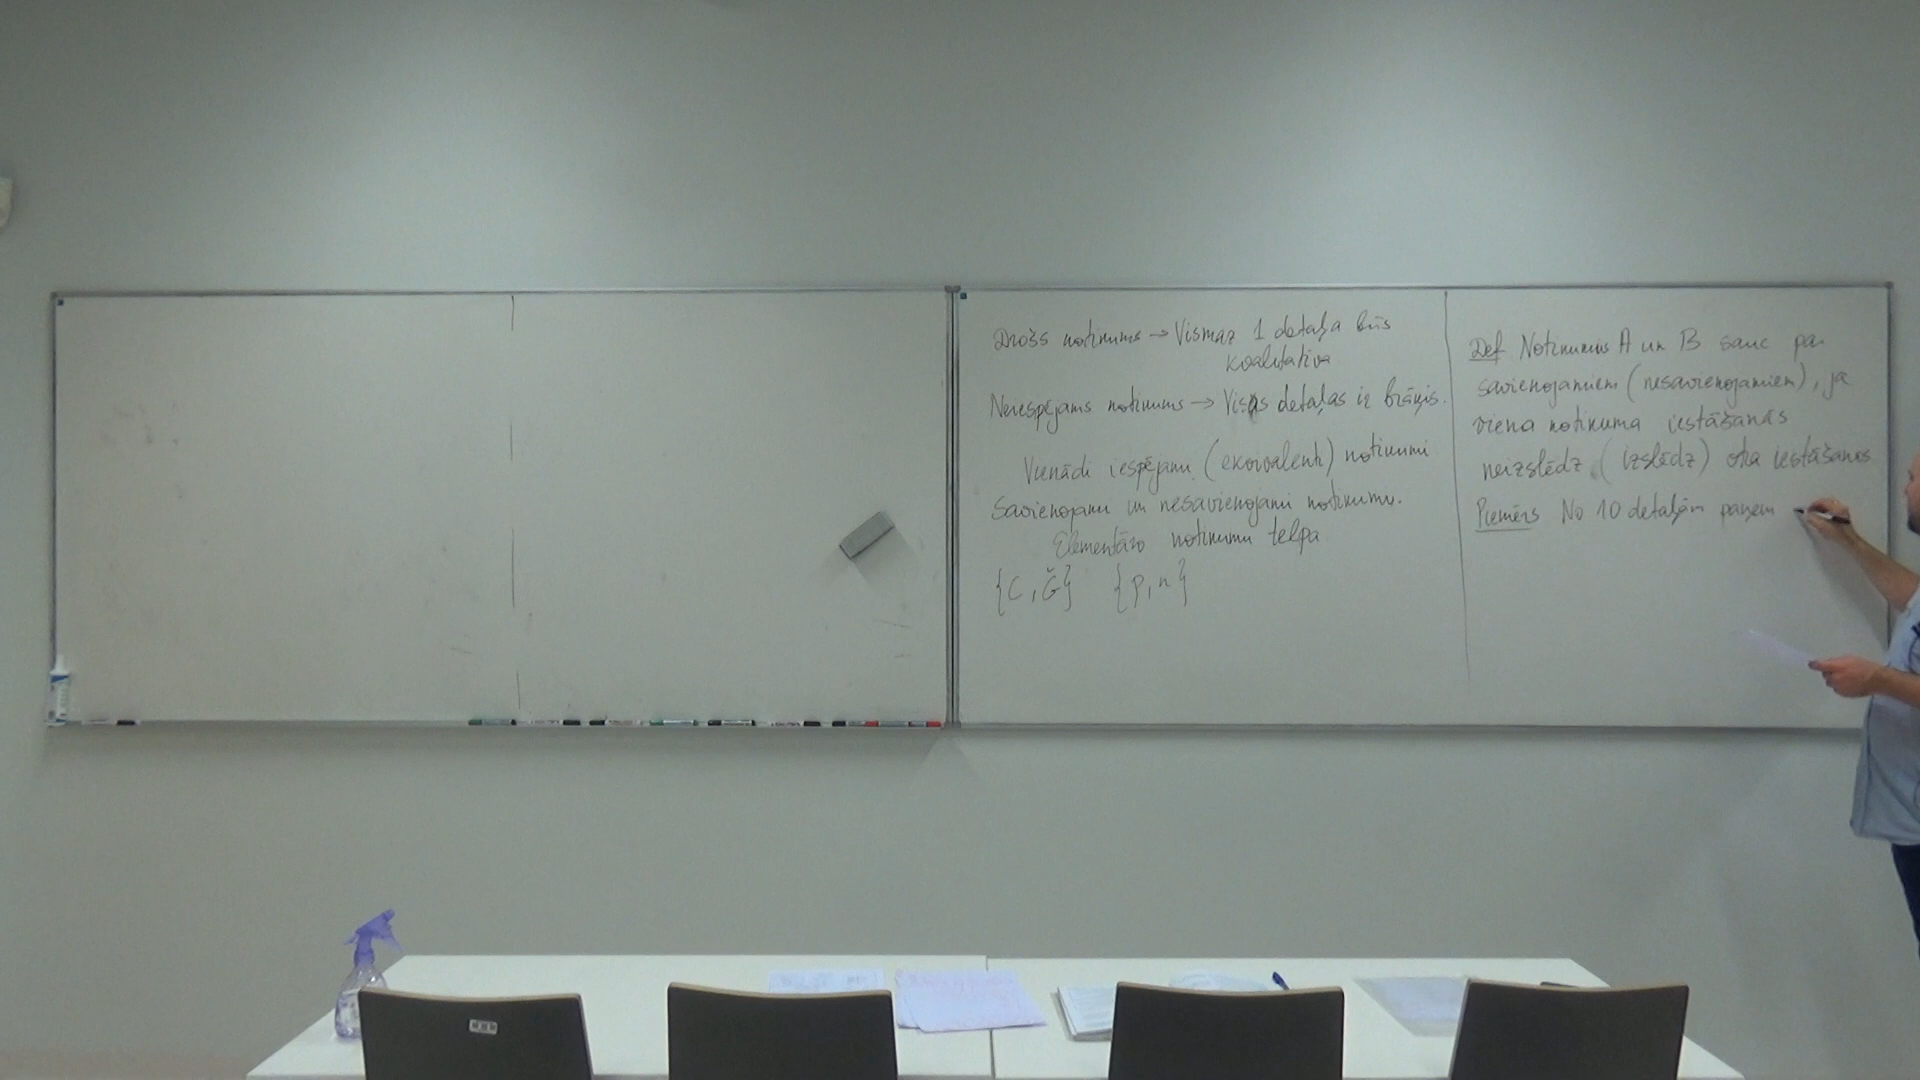 Drošs notikums → Vismaz 1 detaļa būs
kvalitatīva
Neiespējams notikums → Visas detaļas ir brāķis.
Vienādi iespējami (ekvivalenti) notikumi
Savienojami un nesavienojami notikumi.
Elementāro notikumu telpa
{C, Ģ} {p, n}
Def Notikumus A un B sauc par
savienojamiem (nesavienojamiem), ja
viena notikuma iestāšanās
neizslēdz (izslēdz) otra iestāšanos
Piemērs No 10 detaļām paņem